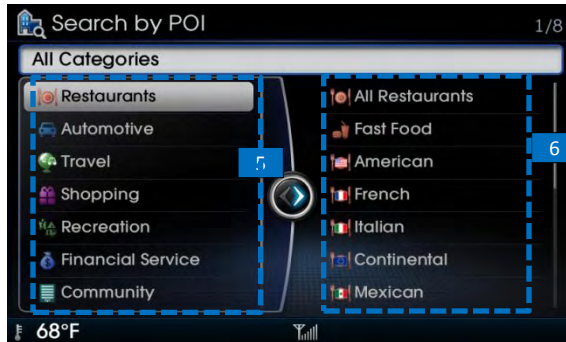 Search by POI
1/8
All Categories
Restaurants
Automotive
Travel
Shopping
Recreation
Financial Service
Community
5
All Restaurants
Fast Food
American
French
Italian
Continental
Mexican
6
68°F